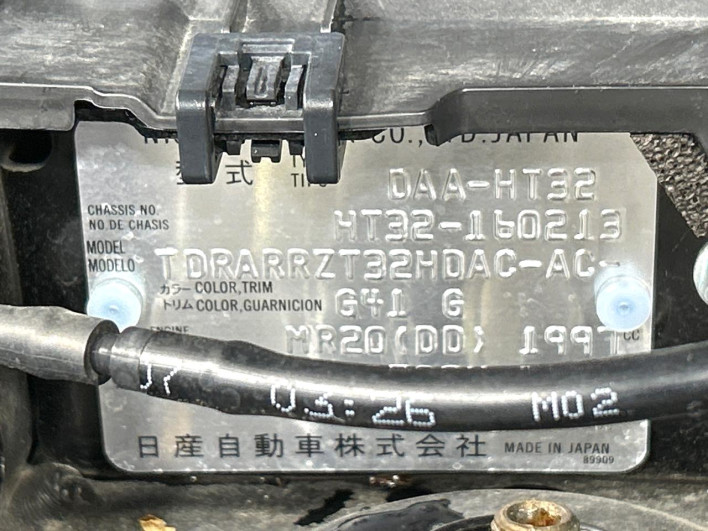 CO., LTD. JAPAN
型式 DAA-HT32
CHASSIS NO.
NO. DE CHASIS HT32-160213
MODEL
MODELO TDRARRZT32HDAC-AC-
カラー COLOR, TRIM
トリム COLOR, GUARNICION G41 G
ENGINE MR20(DD) 1997 CC
03:26 M02
日産自動車株式会社 MADE IN JAPAN
89909